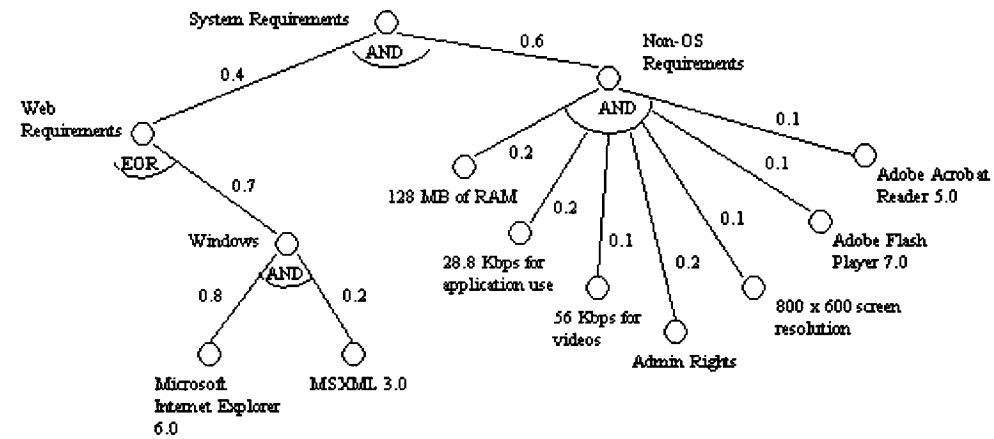 System Requirements
AND
0.6
Non-OS
Requirements
0.4
AND
Web
Requirements
0.1
EOR
0.2
0.1
Adobe Acrobat
Reader 5.0
0.7
128 MB of RAM
0.2
0.1
Windows
0.1
Adobe Flash
Player 7.0
AND
28.8 Kbps for
application use
0.2
0.8
0.2
56 Kbps for
videos
800 x 600 screen
resolution
Admin Rights
Microsoft
Internet Explorer
6.0
MSXML 3.0